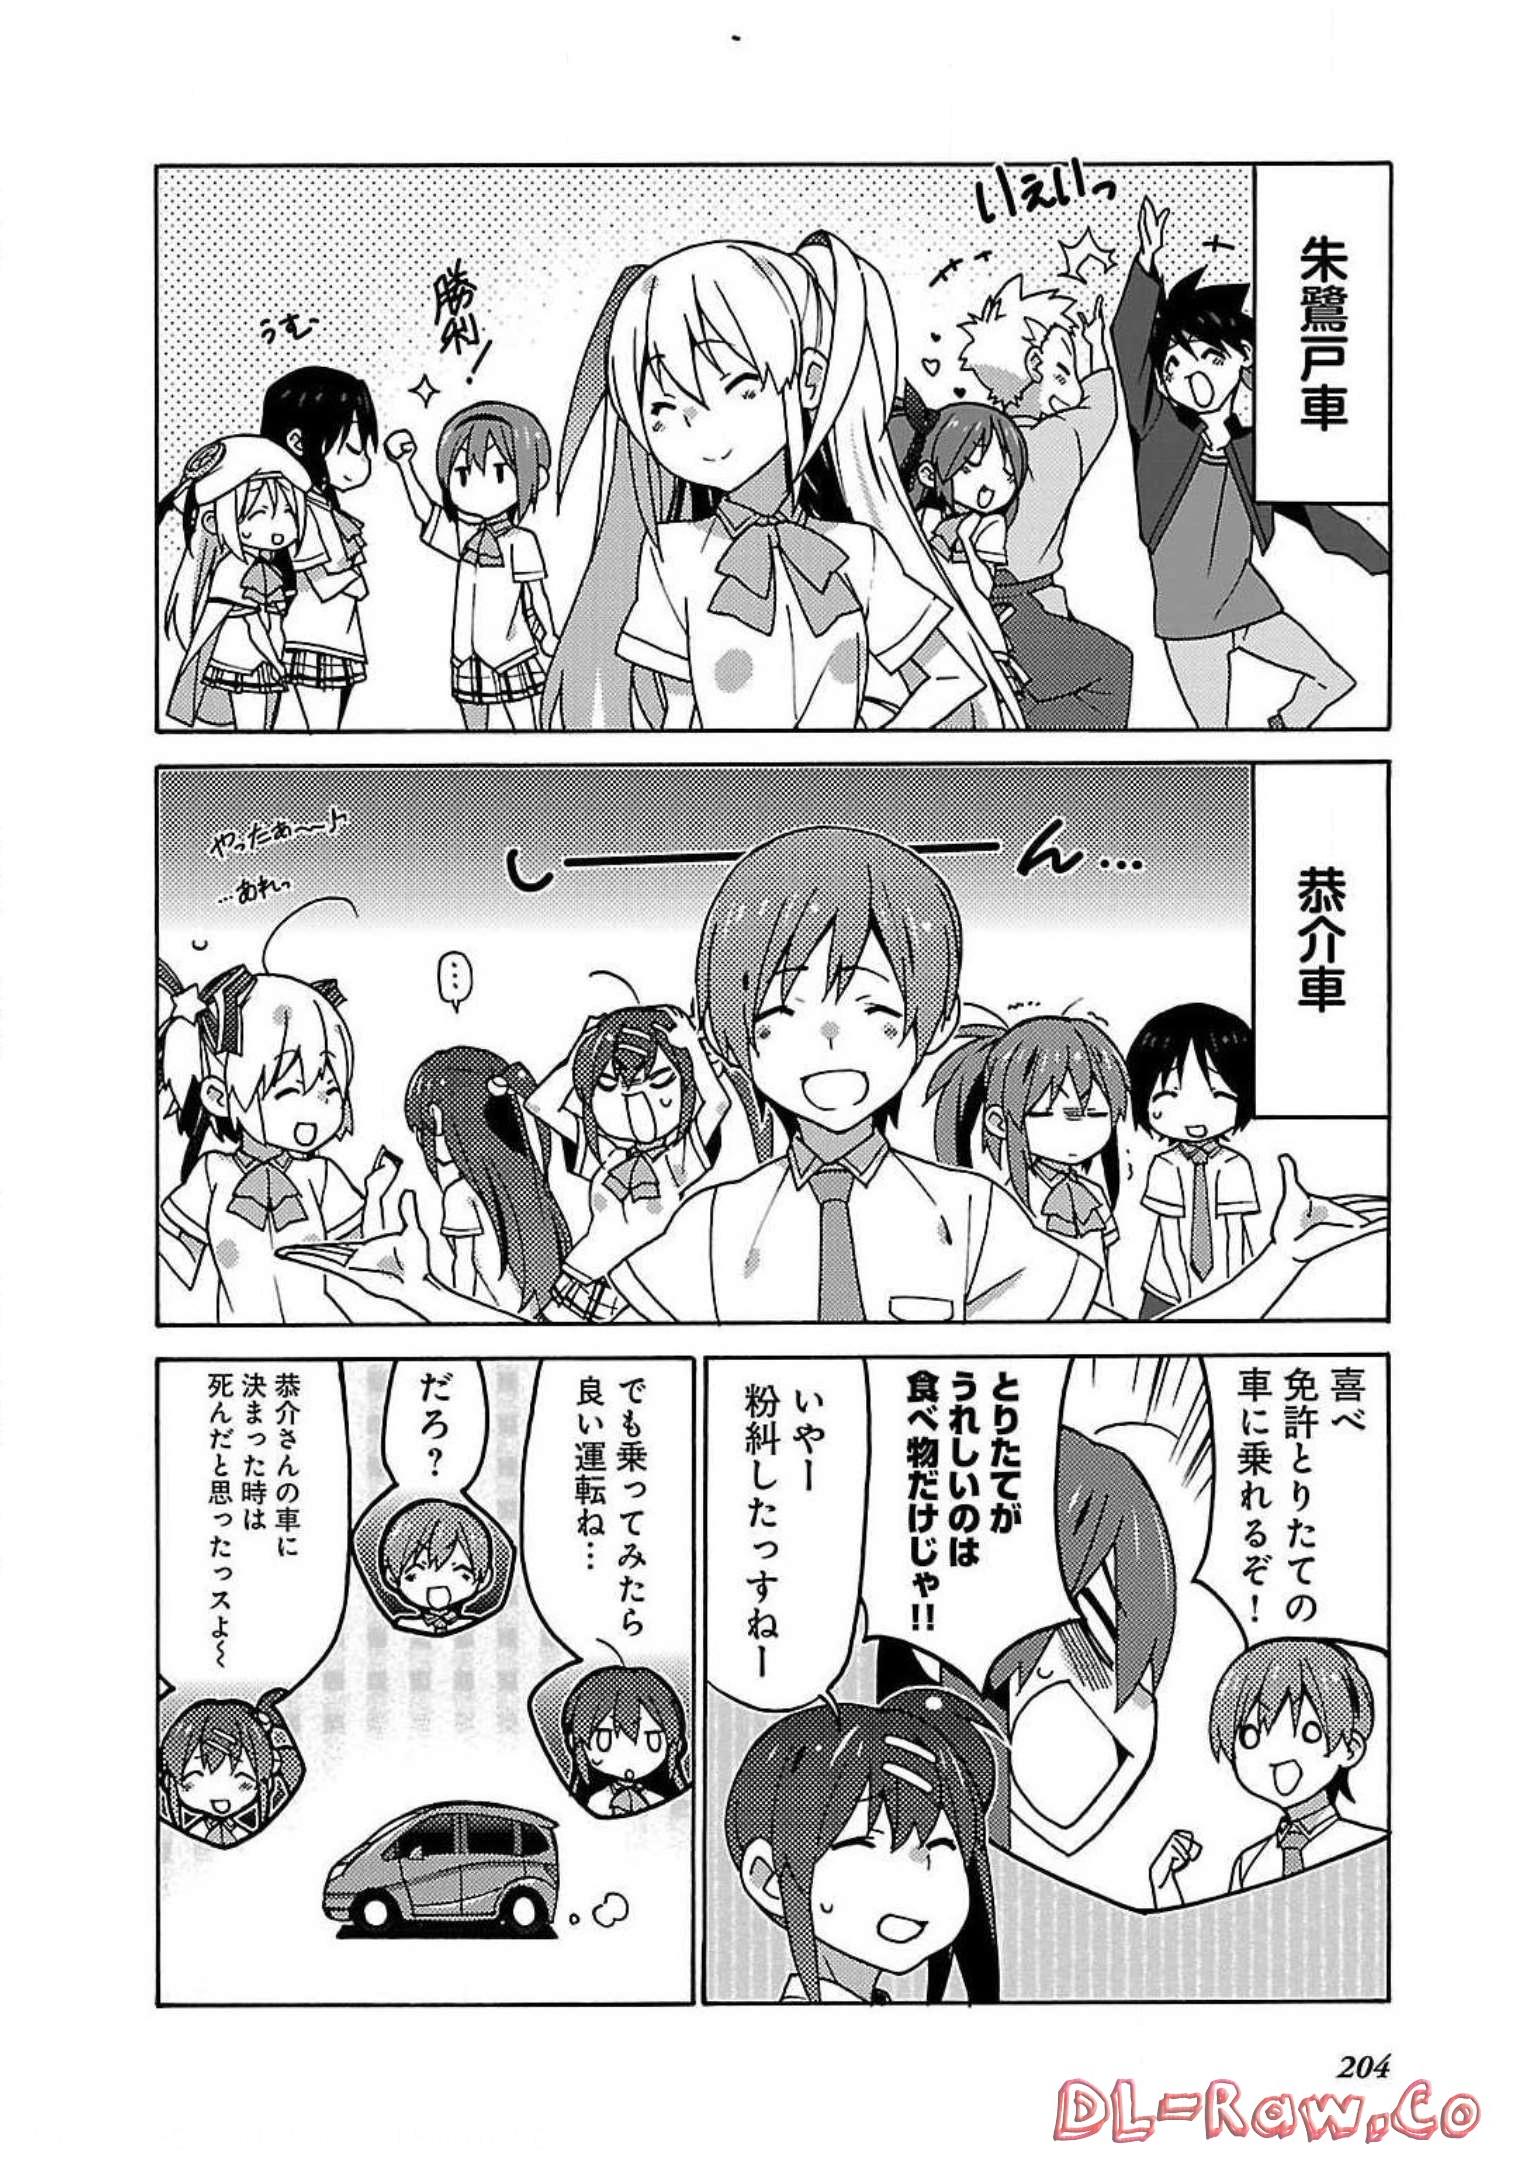 朱鷺戸車
いえいっ
勝利!
うむ
恭介車
しーーん…
…
やったぁ〜〜♪
…あれっ
喜べ
免許とりたての
車に乗れるぞ!
とりたてが
うれしいのは
食べ物だけじゃ!!
いやー
粉糾したっすねー
でも乗ってみたら
良い運転ね…
だろ?
恭介さんの車に
決まった時は
死んだと思ったっスよ〜
204
DL-Raw.Co